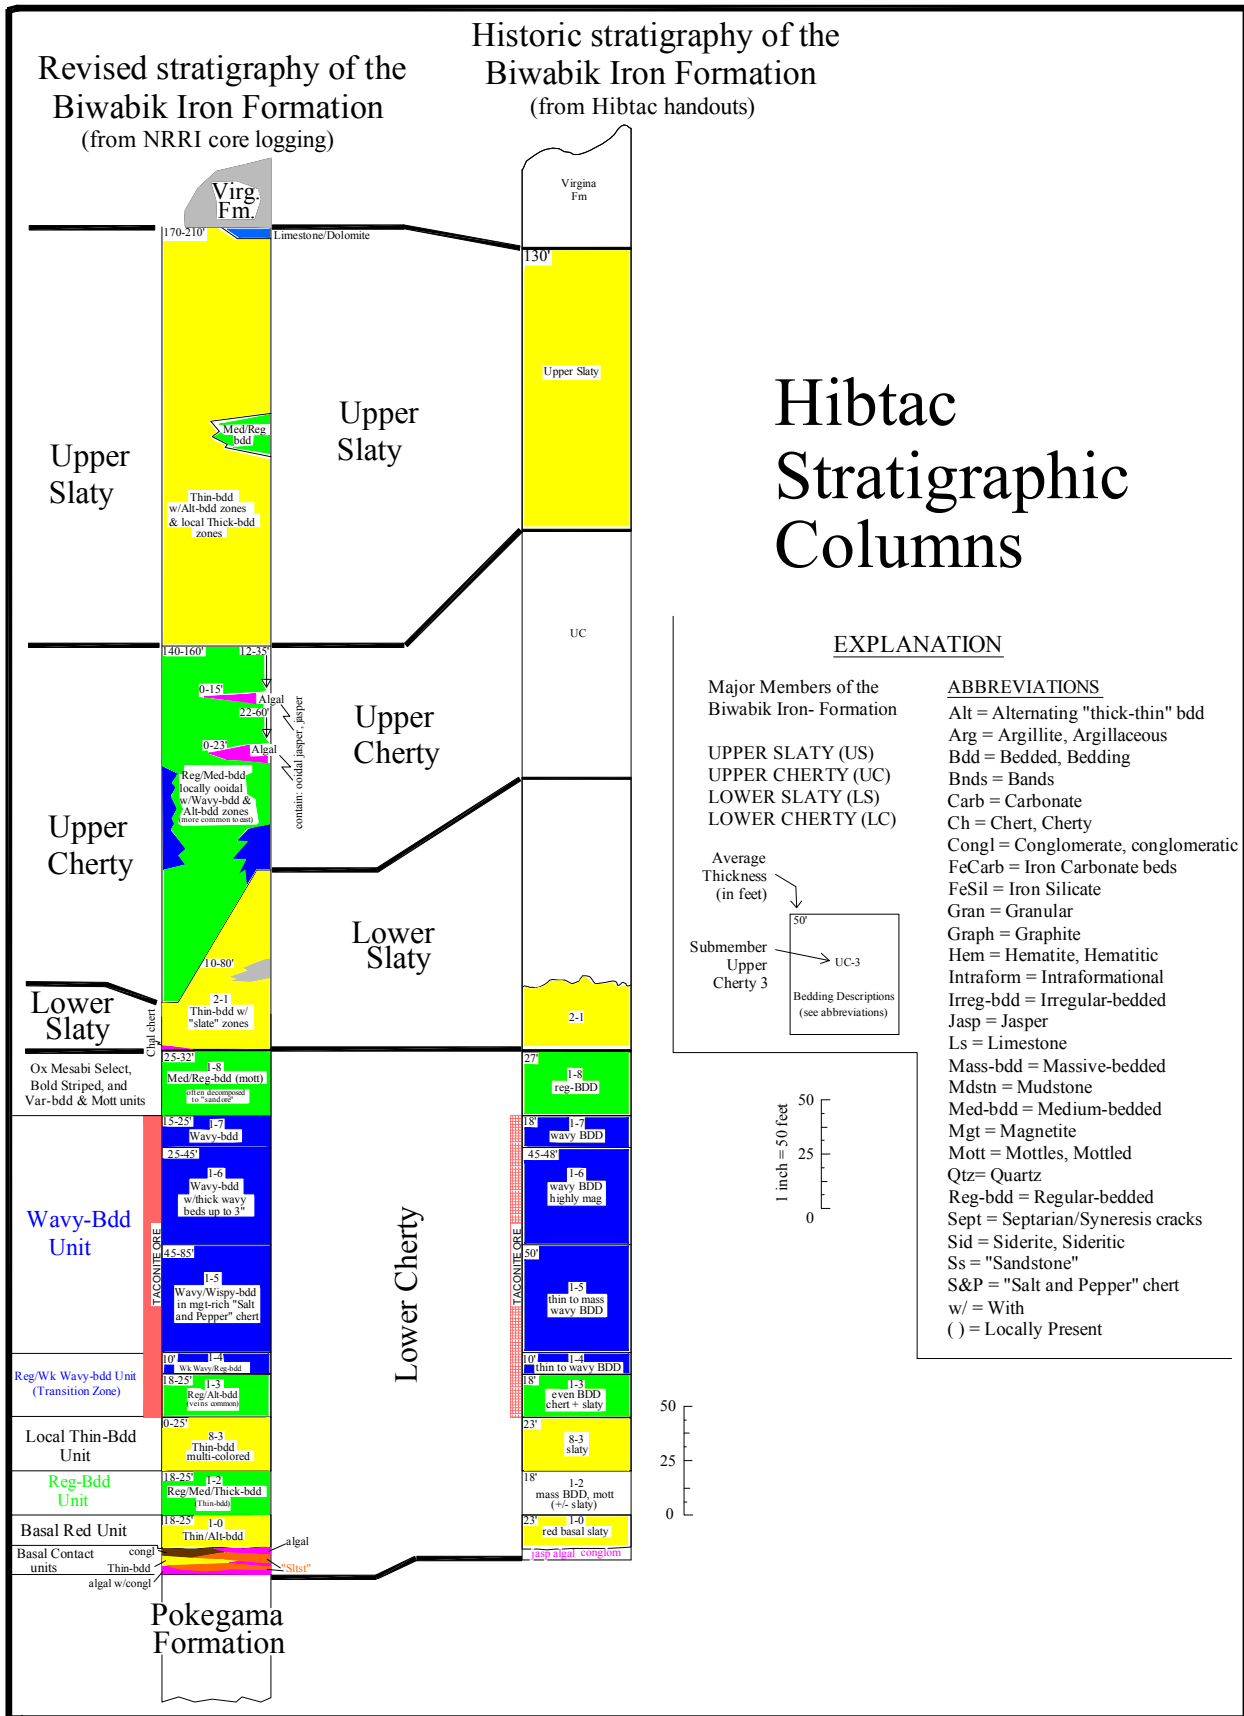 Revised stratigraphy of the
Biwabik Iron Formation
(from NRRI core logging)
Historic stratigraphy of the
Biwabik Iron Formation
(from Hibtac handouts)
Virg.
Fm.
170-210'
Limestone/Dolomite
Med/Reg
bdd
Upper
Slaty
Upper
Slaty
Thin-bdd
w/Alt-bdd zones
& local Thick-bdd
zones
140-160'
12-35'
0-15'
Algal
22-60'
0-23'
Algal
contain: ooidal jasper, jasper
Reg/Med-bdd
locally ooidal
w/Wavy-bdd &
Alt-bdd zones
(more common to east)
Upper
Cherty
Upper
Cherty
10-80'
2-1
Thin-bdd w/
"slate" zones
Lower
Slaty
Lower
Slaty
Chal chert
25-32'
1-8
Med/Reg-bdd (mott)
often decomposed
to "sandore"
Ox Mesabi Select,
Bold Striped, and
Var-bdd & Mott units
15-25'
1-7
Wavy-bdd
25-45'
1-6
Wavy-bdd
w/thick wavy
beds up to 3"
Wavy-Bdd
Unit
TACONITE ORE
45-85'
1-5
Wavy/Wispy-bdd
in mgt-rich "Salt
and Pepper" chert
10'
1-4
Wk Wavy/Reg-bdd
Reg/Wk Wavy-bdd Unit
(Transition Zone)
18-25'
1-3
Reg/Alt-bdd
(veins common)
Local Thin-Bdd
Unit
0-25'
8-3
Thin-bdd
multi-colored
Reg-Bdd
Unit
18-25'
1-2
Reg/Med/Thick-bdd
(Thin-bdd)
Basal Red Unit
18-25'
1-0
Thin/Alt-bdd
Basal Contact
units
congl
algal
Thin-bdd
"Sltst"
algal w/congl
Pokegama
Formation
Lower Cherty
Virgina
Fm
130'
Upper Slaty
UC
2-1
27'
1-8
reg-BDD
18'
1-7
wavy BDD
45-48'
1-6
wavy BDD
highly mag
TACONITE ORE
50'
1-5
thin to mass
wavy BDD
10'
1-4
thin to wavy BDD
18'
1-3
even BDD
chert + slaty
23'
8-3
slaty
18'
1-2
mass BDD, mott
(+/- slaty)
23'
1-0
red basal slaty
jasp algal conglom
Hibtac
Stratigraphic
Columns
EXPLANATION
Major Members of the
Biwabik Iron- Formation
UPPER SLATY (US)
UPPER CHERTY (UC)
LOWER SLATY (LS)
LOWER CHERTY (LC)
Average
Thickness
(in feet)
50'
Submember
Upper
Cherty 3
UC-3
Bedding Descriptions
(see abbreviations)
ABBREVIATIONS
Alt = Alternating "thick-thin" bdd
Arg = Argillite, Argillaceous
Bdd = Bedded, Bedding
Bnds = Bands
Carb = Carbonate
Ch = Chert, Cherty
Congl = Conglomerate, conglomeratic
FeCarb = Iron Carbonate beds
FeSil = Iron Silicate
Gran = Granular
Graph = Graphite
Hem = Hematite, Hematitic
Intraform = Intraformational
Irreg-bdd = Irregular-bedded
Jasp = Jasper
Ls = Limestone
Mass-bdd = Massive-bedded
Mdstn = Mudstone
Med-bdd = Medium-bedded
Mgt = Magnetite
Mott = Mottles, Mottled
Qtz= Quartz
Reg-bdd = Regular-bedded
Sept = Septarian/Syneresis cracks
Sid = Siderite, Sideritic
Ss = "Sandstone"
S&P = "Salt and Pepper" chert
w/ = With
( ) = Locally Present
1 inch = 50 feet
50
25
0
50
25
0